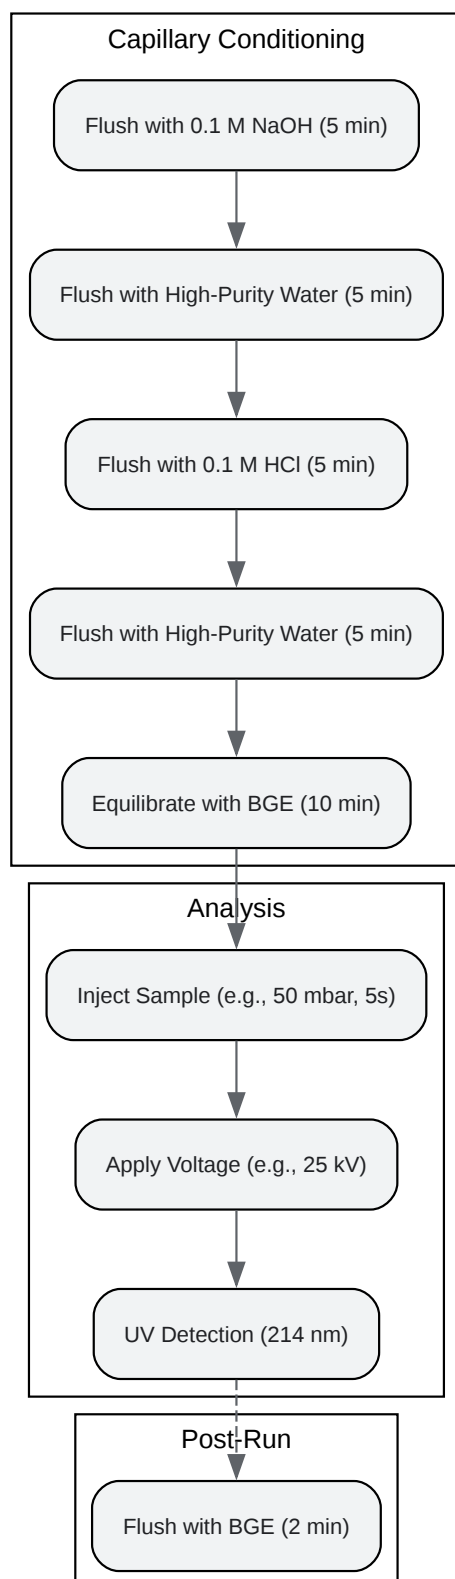 Capillary Conditioning
Flush with 0.1 M NaOH (5 min)
Flush with High-Purity Water (5 min)
Flush with 0.1 M HCl (5 min)
Flush with High-Purity Water (5 min)
Equilibrate with BGE (10 min)
Analysis
Inject Sample (e.g., 50 mbar, 5s)
Apply Voltage (e.g., 25 kV)
UV Detection (214 nm)
Post-Run
Flush with BGE (2 min)